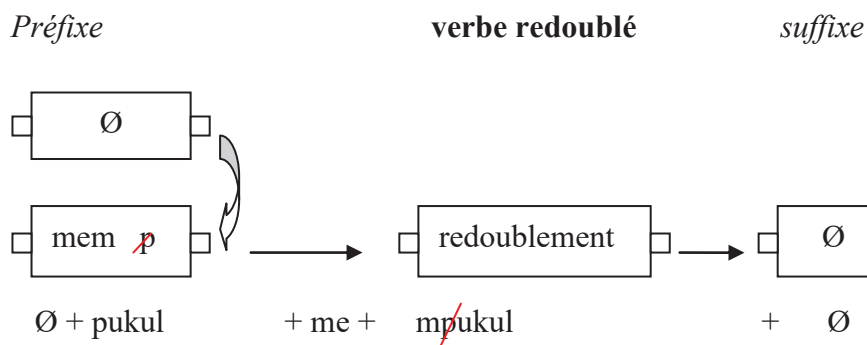 Préfixe verbe redoublé suffixe
Ø
mem p redoublement Ø
Ø + pukul + me + mpukul + Ø